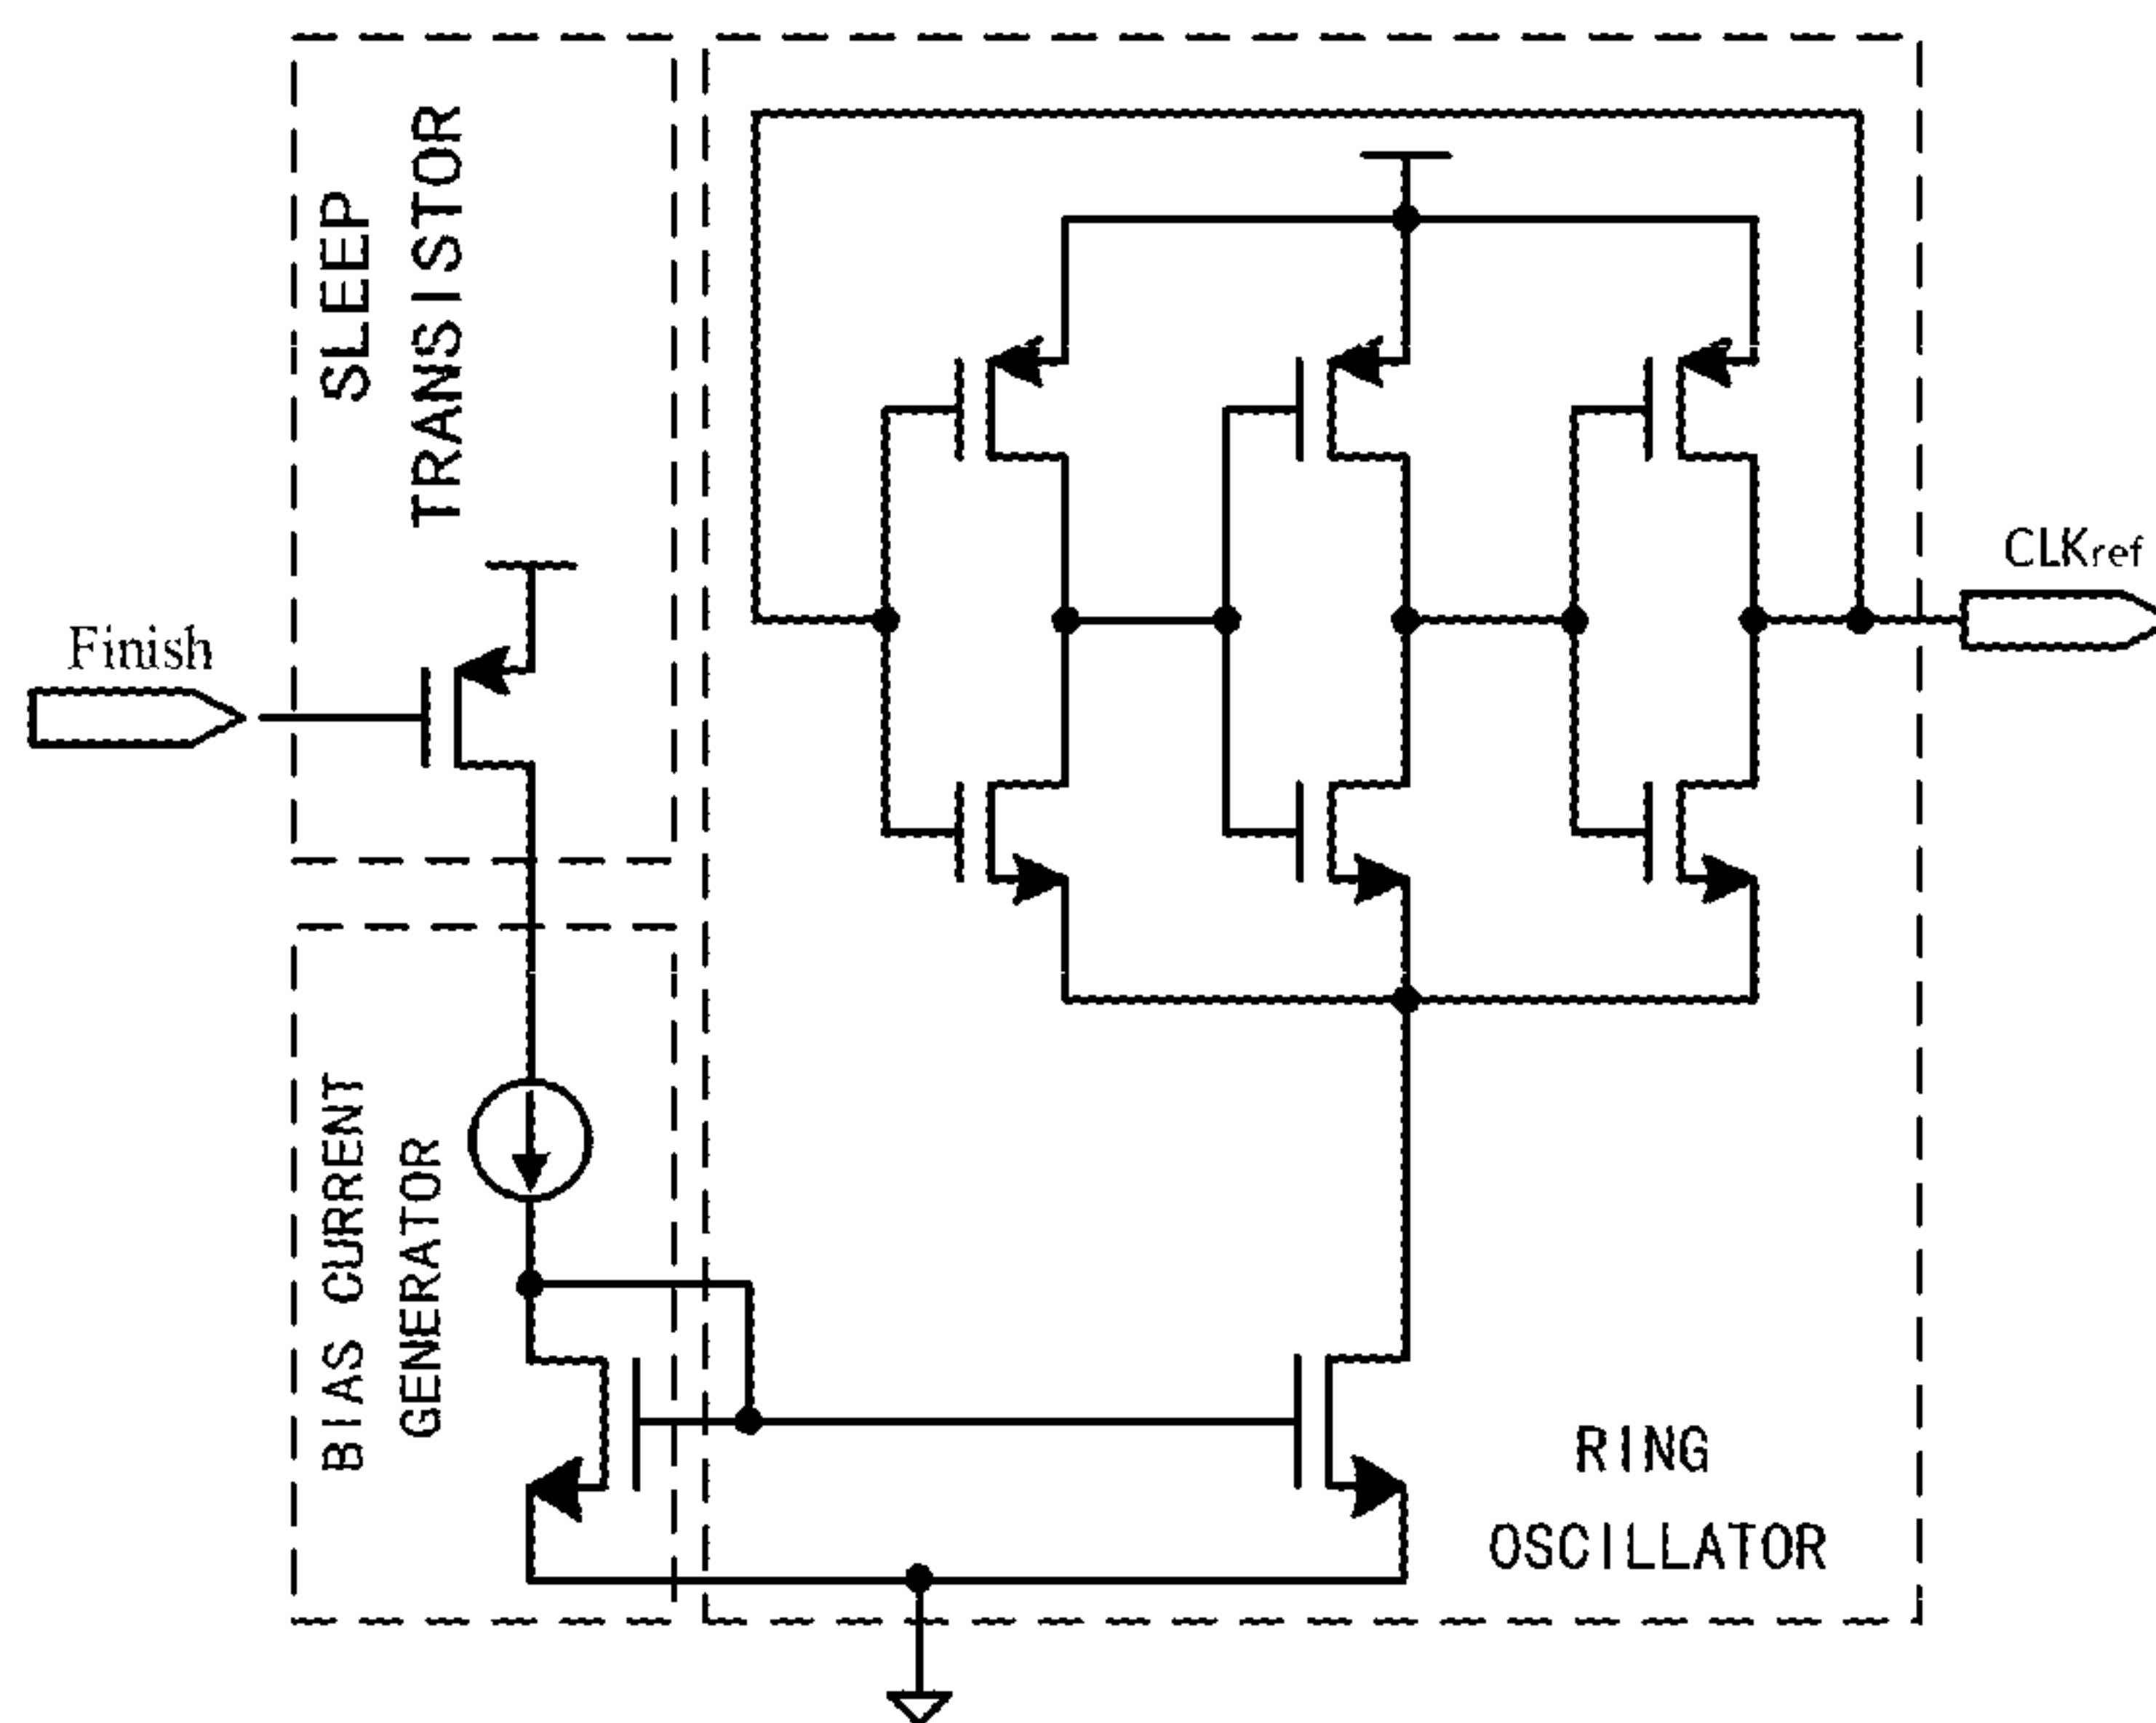 SLEEP
TRANSISTOR
Finish
CLKref
BIAS CURRENT
GENERATOR
RING
OSCILLATOR